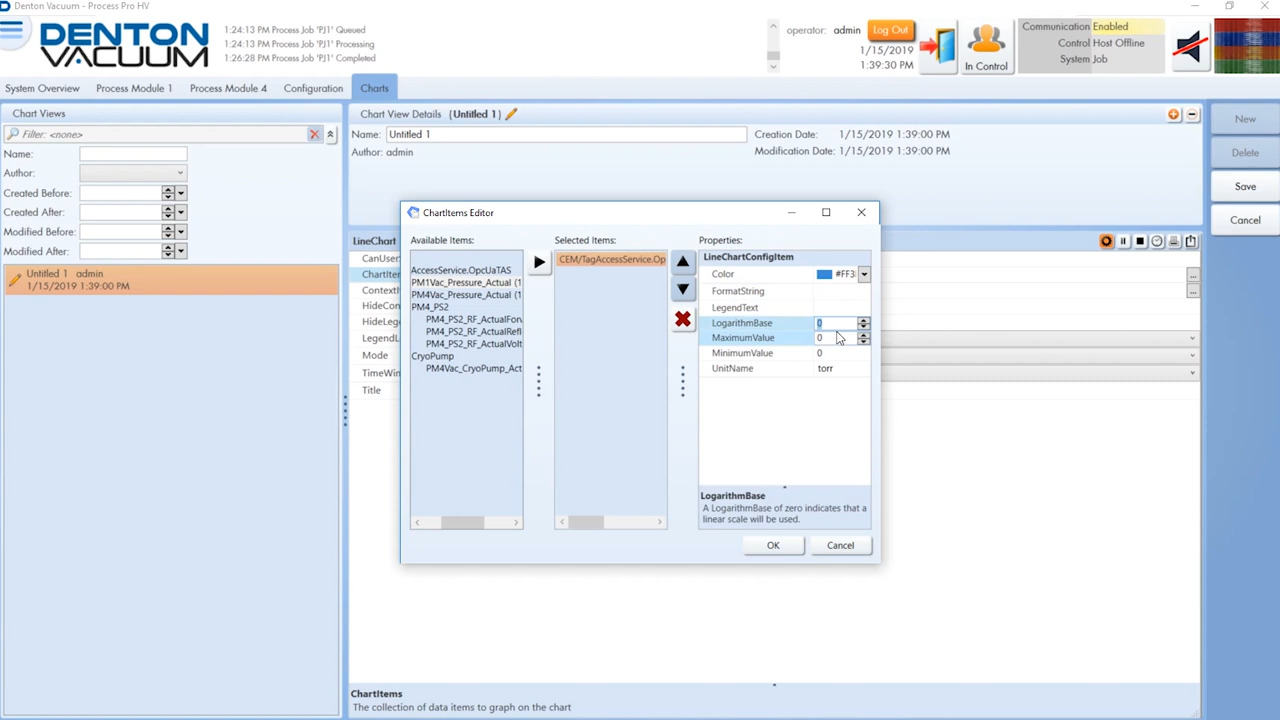 Denton Vacuum - Process Pro HV
DENTON
VACUUM
1:24:13 PM Process Job 'PJ1' Queued
1:24:13 PM Process Job 'PJ1' Processing
1:26:28 PM Process Job 'PJ1' Completed
operator: admin
Log Out
1/15/2019
1:39:30 PM
In Control
Communication Enabled
Control Host Offline
System Job
System Overview
Process Module 1
Process Module 4
Configuration
Charts
Chart Views
Filter: <none>
Name:
Author:
Created Before:
Created After:
Modified Before:
Modified After:
Untitled 1 admin
1/15/2019 1:39:00 PM
Chart View Details (Untitled 1)
Name: Untitled 1
Author: admin
Creation Date: 1/15/2019 1:39:00 PM
Modification Date: 1/15/2019 1:39:00 PM
New
Delete
Save
Cancel
LineChart
CanUser
ChartIter
Context
HideCon
HideLeg
LegendL
Mode
TimeWin
Title
ChartItems Editor
Available Items:
AccessService.OpcUaTAS
PM1Vac_Pressure_Actual (1
PM4Vac_Pressure_Actual (1
PM4_PS2
PM4_PS2_RF_ActualFor
PM4_PS2_RF_ActualRefl
PM4_PS2_RF_ActualVolt
CryoPump
PM4Vac_CryoPump_Act
Selected Items:
CEM/TagAccessService.Op
Properties:
LineChartConfigItem
Color #FF3
FormatString
LegendText
LogarithmBase 0
MaximumValue 0
MinimumValue 0
UnitName torr
LogarithmBase
A LogarithmBase of zero indicates that a
linear scale will be used.
OK
Cancel
ChartItems
The collection of data items to graph on the chart